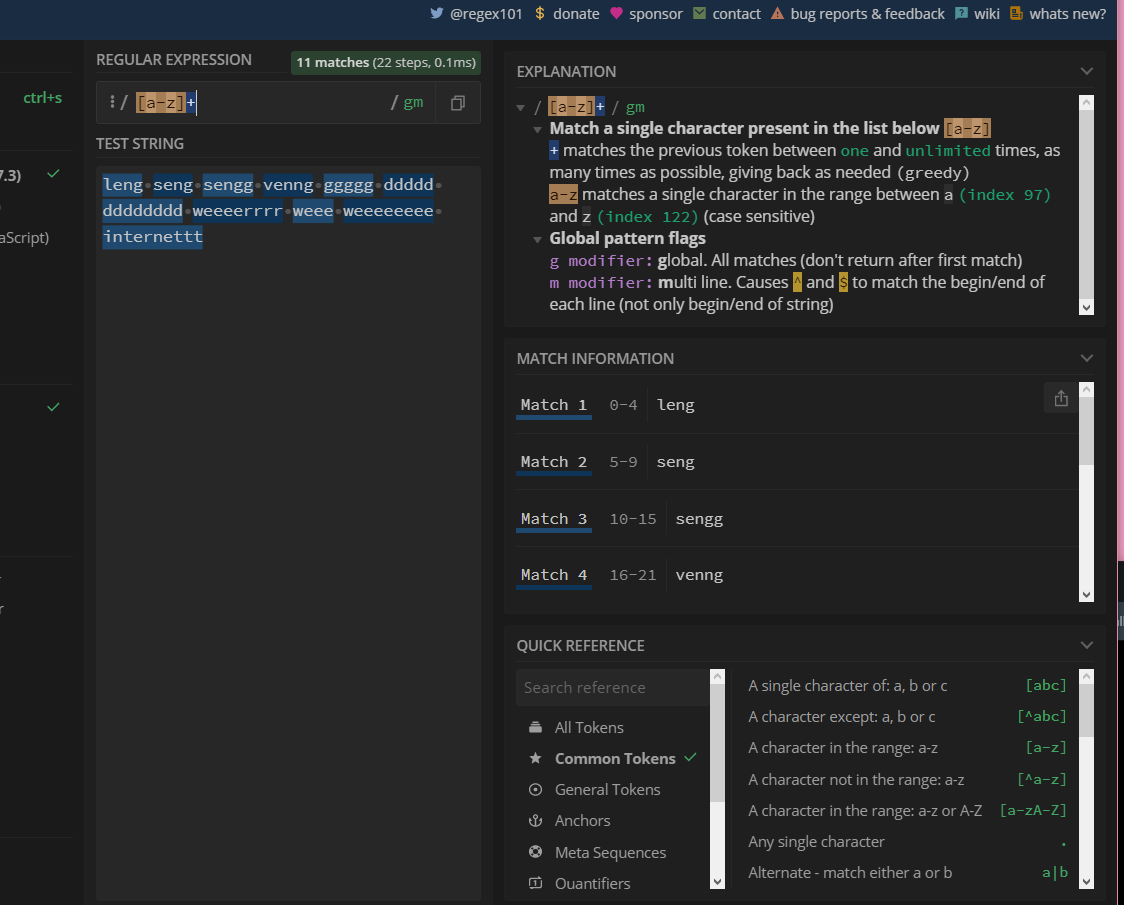 @regex101 $ donate sponsor contact bug reports & feedback wiki whats new?
ctrl+s
7.3)
aScript)
REGULAR EXPRESSION
11 matches (22 steps, 0.1ms)
/ [a-z]+ / gm
TEST STRING
leng·seng·sengg·venng·ggggg·ddddd·
dddddddd·weeeerrrr·weee·weeeeeeee·
internettt
EXPLANATION
/ [a-z]+ / gm
Match a single character present in the list below [a-z]
+ matches the previous token between one and unlimited times, as
many times as possible, giving back as needed (greedy)
a-z matches a single character in the range between a (index 97)
and z (index 122) (case sensitive)
Global pattern flags
g modifier: global. All matches (don't return after first match)
m modifier: multi line. Causes ^ and $ to match the begin/end of
each line (not only begin/end of string)
MATCH INFORMATION
Match 1 0-4 leng
Match 2 5-9 seng
Match 3 10-15 sengg
Match 4 16-21 venng
QUICK REFERENCE
Search reference
All Tokens
Common Tokens
General Tokens
Anchors
Meta Sequences
Quantifiers
A single character of: a, b or c [abc]
A character except: a, b or c [^abc]
A character in the range: a-z [a-z]
A character not in the range: a-z [^a-z]
A character in the range: a-z or A-Z [a-zA-Z]
Any single character .
Alternate - match either a or b a|b